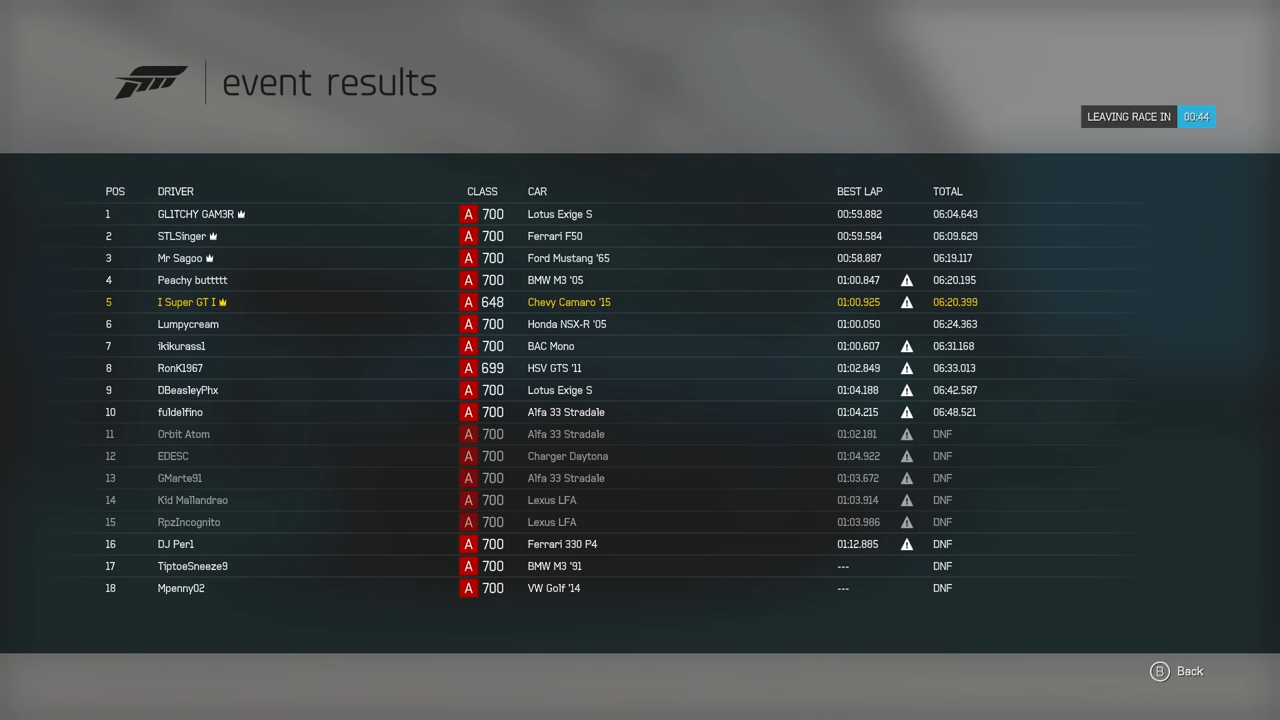 event results
LEAVING RACE IN 00:44
POS DRIVER CLASS CAR BEST LAP TOTAL
1 GL1TCHY GAM3R A 700 Lotus Exige S 00:59.882 06:04.643
2 STLSinger A 700 Ferrari F50 00:59.584 06:09.629
3 Mr Sagoo A 700 Ford Mustang '65 00:58.887 06:19.117
4 Peachy buttttt A 700 BMW M3 '05 01:00.847 06:20.195
5 I Super GT I A 648 Chevy Camaro '15 01:00.925 06:20.399
6 Lumpycream A 700 Honda NSX-R '05 01:00.050 06:24.363
7 ikikurass1 A 700 BAC Mono 01:00.607 06:31.168
8 RonK1967 A 699 HSV GTS '11 01:02.849 06:33.013
9 DBeasleyPhx A 700 Lotus Exige S 01:04.188 06:42.587
10 fuldelfino A 700 Alfa 33 Stradale 01:04.215 06:48.521
11 Orbit Atom A 700 Alfa 33 Stradale 01:02.181 DNF
12 EDESC A 700 Charger Daytona 01:04.922 DNF
13 GMarte91 A 700 Alfa 33 Stradale 01:03.672 DNF
14 Kid Mallandrao A 700 Lexus LFA 01:03.914 DNF
15 RpzIncognito A 700 Lexus LFA 01:03.986 DNF
16 DJ Per1 A 700 Ferrari 330 P4 01:12.885 DNF
17 TiptoeSneeze9 A 700 BMW M3 '91 --- DNF
18 Mpenny02 A 700 VW Golf '14 --- DNF
B Back